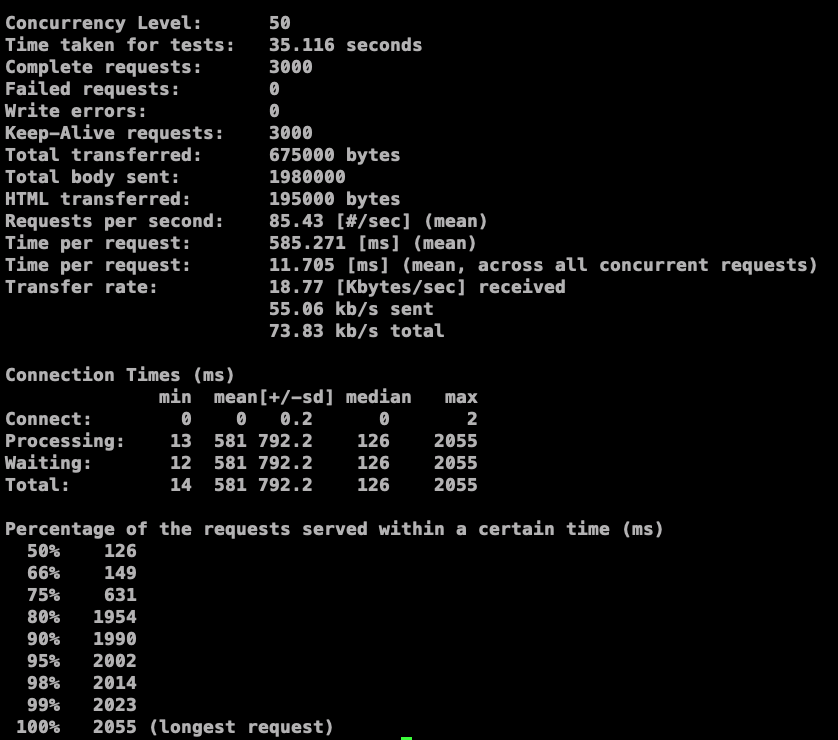 Concurrency Level:      50
Time taken for tests:   35.116 seconds
Complete requests:      3000
Failed requests:        0
Write errors:           0
Keep-Alive requests:    3000
Total transferred:      675000 bytes
Total body sent:        1980000
HTML transferred:       195000 bytes
Requests per second:    85.43 [#/sec] (mean)
Time per request:       585.271 [ms] (mean)
Time per request:       11.705 [ms] (mean, across all concurrent requests)
Transfer rate:          18.77 [Kbytes/sec] received
                        55.06 kb/s sent
                        73.83 kb/s total

Connection Times (ms)
              min  mean[+/-sd] median   max
Connect:        0    0   0.2      0       2
Processing:    13  581 792.2    126    2055
Waiting:       12  581 792.2    126    2055
Total:         14  581 792.2    126    2055

Percentage of the requests served within a certain time (ms)
  50%    126
  66%    149
  75%    631
  80%   1954
  90%   1990
  95%   2002
  98%   2014
  99%   2023
 100%   2055 (longest request)